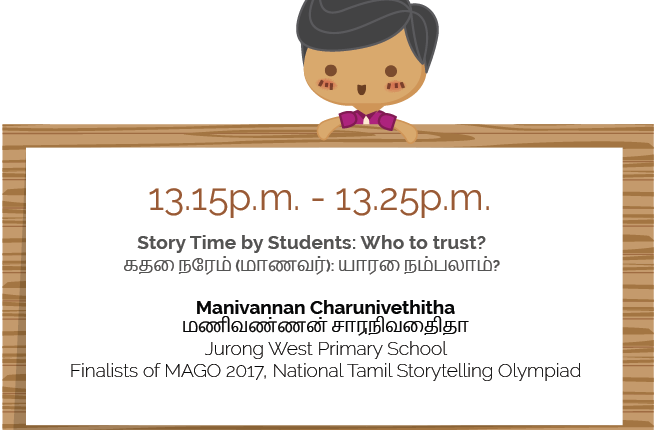 13.15p.m. - 13.25p.m.
Story Time by Students: Who to trust?
கதை நேரம் (மாணவர்): யாரை நம்பலாம்?
Manivannan Charunivethitha
மணிவண்ணன் சாருநிவேதிதா
Jurong West Primary School
Finalists of MAGO 2017, National Tamil Storytelling Olympiad